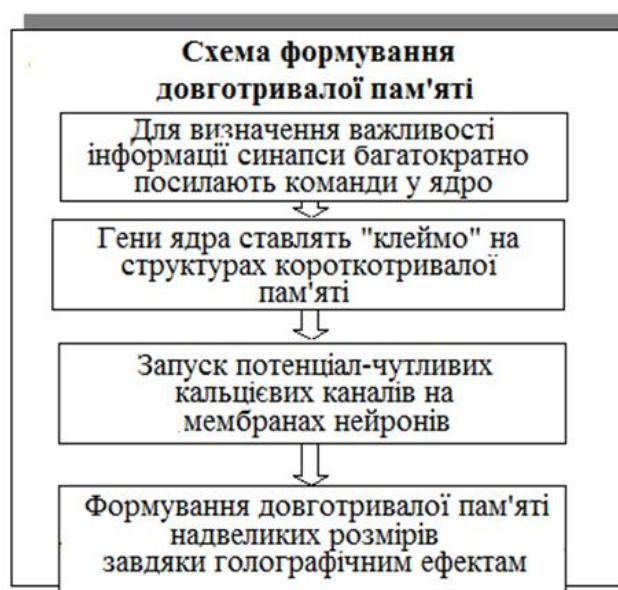 Схема формування
довготривалої пам'яті
Для визначення важливості
інформації синапси багатократно
посилають команди у ядро
Гени ядра ставлять "клеймо" на
структурах короткотривалої
пам'яті
Запуск потенціал-чутливих
кальцієвих каналів на
мембранах нейронів
Формування довготривалої пам'яті
надвеликих розмірів
завдяки голографічним ефектам